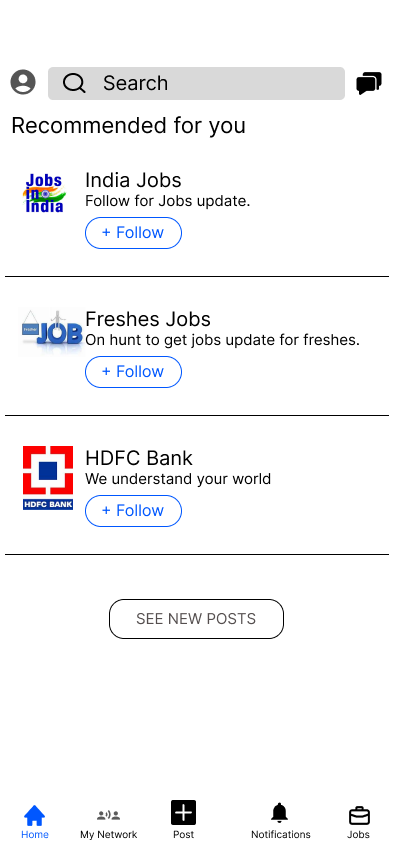 Search
Recommended for you
Jobs
in
India
India Jobs
Follow for Jobs update.
+ Follow
Fresher
JOB
Freshes Jobs
On hunt to get jobs update for freshes.
+ Follow
HDFC BANK
HDFC Bank
We understand your world
+ Follow
SEE NEW POSTS
Home
My Network
Post
Notifications
Jobs